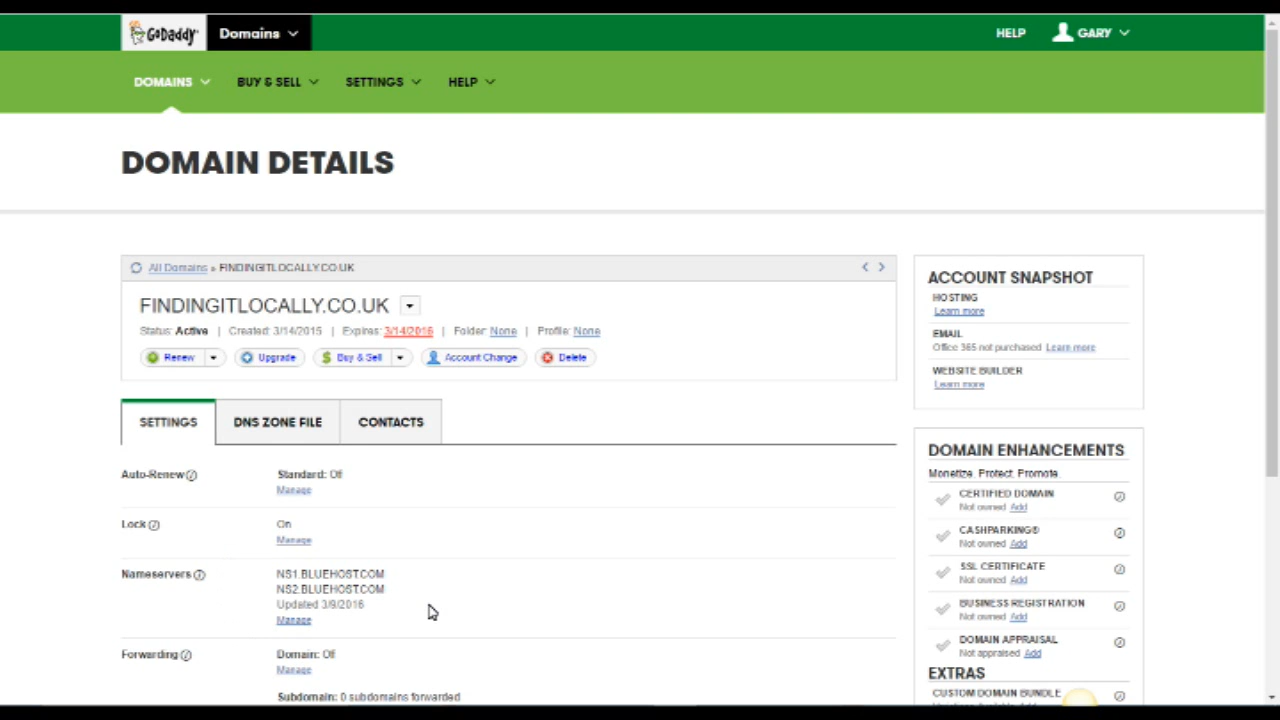 GoDaddy Domains HELP GARY
DOMAINS BUY & SELL SETTINGS HELP
DOMAIN DETAILS
All Domains » FINDINGITLOCALLY.CO.UK
FINDINGITLOCALLY.CO.UK
Status: Active | Created: 3/14/2015 | Expires: 3/14/2016 | Folder: None | Profile: None
Renew Upgrade $ Buy & Sell Account Change Delete
SETTINGS DNS ZONE FILE CONTACTS
Auto-Renew Standard: Off
Manage
Lock On
Manage
Nameservers NS1.BLUEHOST.COM
NS2.BLUEHOST.COM
Updated 3/9/2016
Manage
Forwarding Domain: Off
Manage
Subdomain: 0 subdomains forwarded
ACCOUNT SNAPSHOT
HOSTING
Learn more
EMAIL
Office 365 not purchased Learn more
WEBSITE BUILDER
Learn more
DOMAIN ENHANCEMENTS
Monetize. Protect. Promote.
CERTIFIED DOMAIN
Not owned Add
CASHPARKING®
Not owned Add
SSL CERTIFICATE
Not owned Add
BUSINESS REGISTRATION
Not owned Add
DOMAIN APPRAISAL
Not appraised Add
EXTRAS
CUSTOM DOMAIN BUNDLE